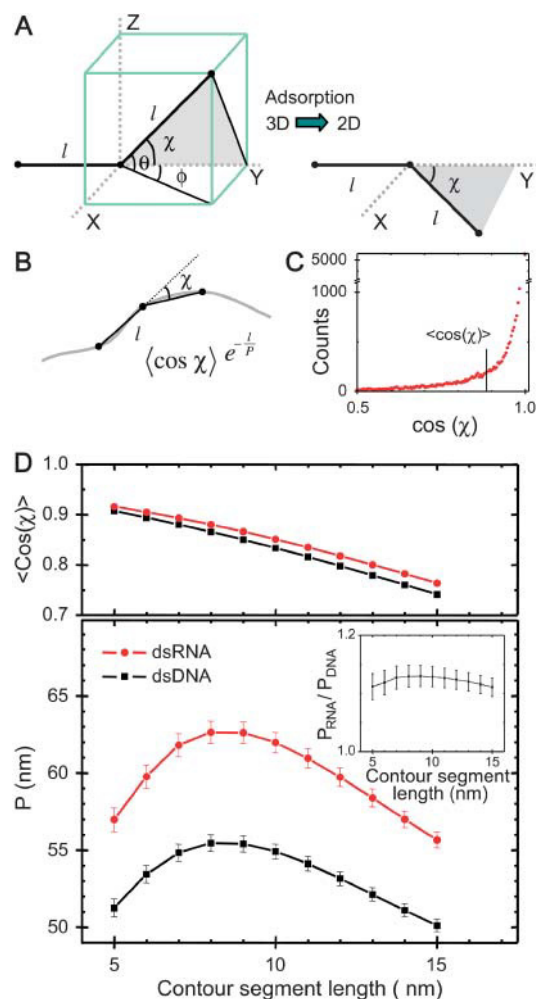 A
Z
l
χ
θ
ϕ
l
Y
X
Adsorption
3D 2D
l
χ
Y
X
l
B
χ
l
⟨cos χ⟩ e^{-l/P}
C
5000
1000
<cos(χ)>
0
Counts
0.5 1.0
cos (χ)
D
1.0
0.9
0.8
0.7
<Cos(χ)>
dsRNA
dsDNA
65
60
55
50
P (nm)
1.2
1.0
P_RNA/ P_DNA
5 10 15
Contour segment
length (nm)
5 10 15
Contour segment length ( nm)